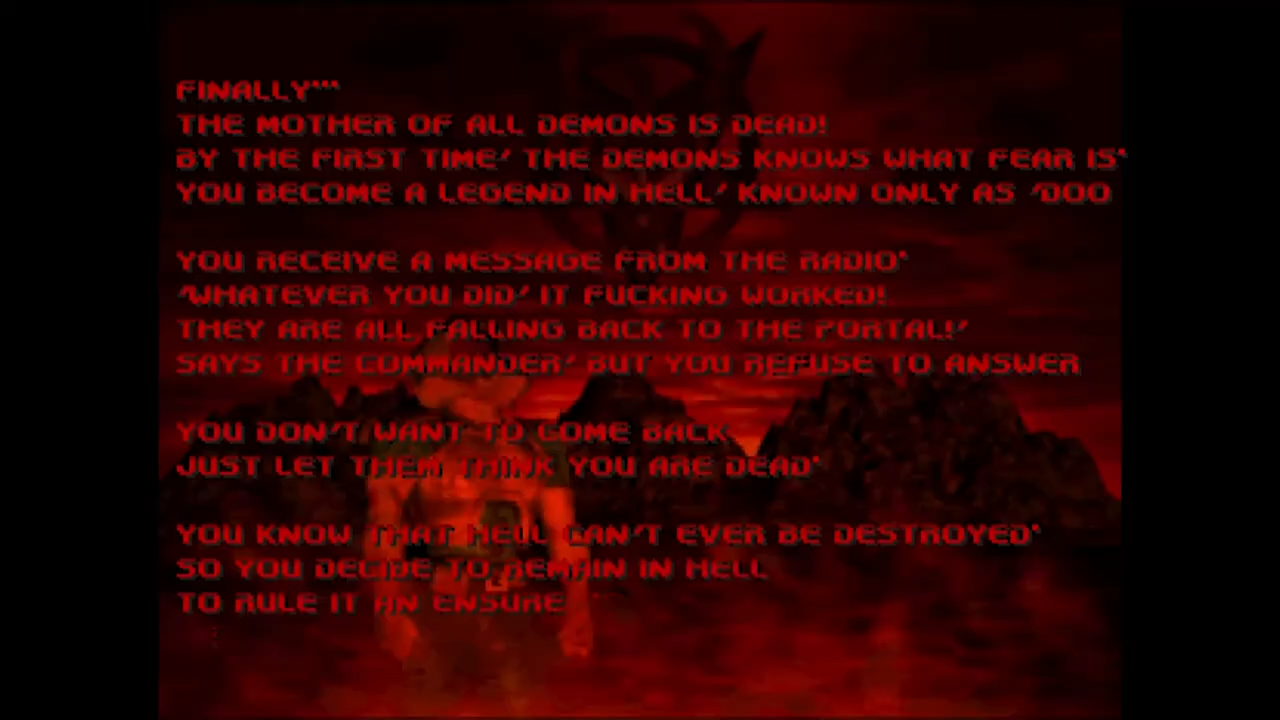 FINALLY...
THE MOTHER OF ALL DEMONS IS DEAD!
BY THE FIRST TIME, THE DEMONS KNOWS WHAT FEAR IS.
YOU BECOME A LEGEND IN HELL, KNOWN ONLY AS "DOO
YOU RECEIVE A MESSAGE FROM THE RADIO.
"WHATEVER YOU DID, IT FUCKING WORKED!
THEY ARE ALL FALLING BACK TO THE PORTAL!"
SAYS THE COMMANDER, BUT YOU REFUSE TO ANSWER
YOU DON'T WANT TO COME BACK
JUST LET THEM THINK YOU ARE DEAD.
YOU KNOW THAT HELL CAN'T EVER BE DESTROYED.
SO YOU DECIDE TO REMAIN IN HELL
TO RULE IT AN ENSURE